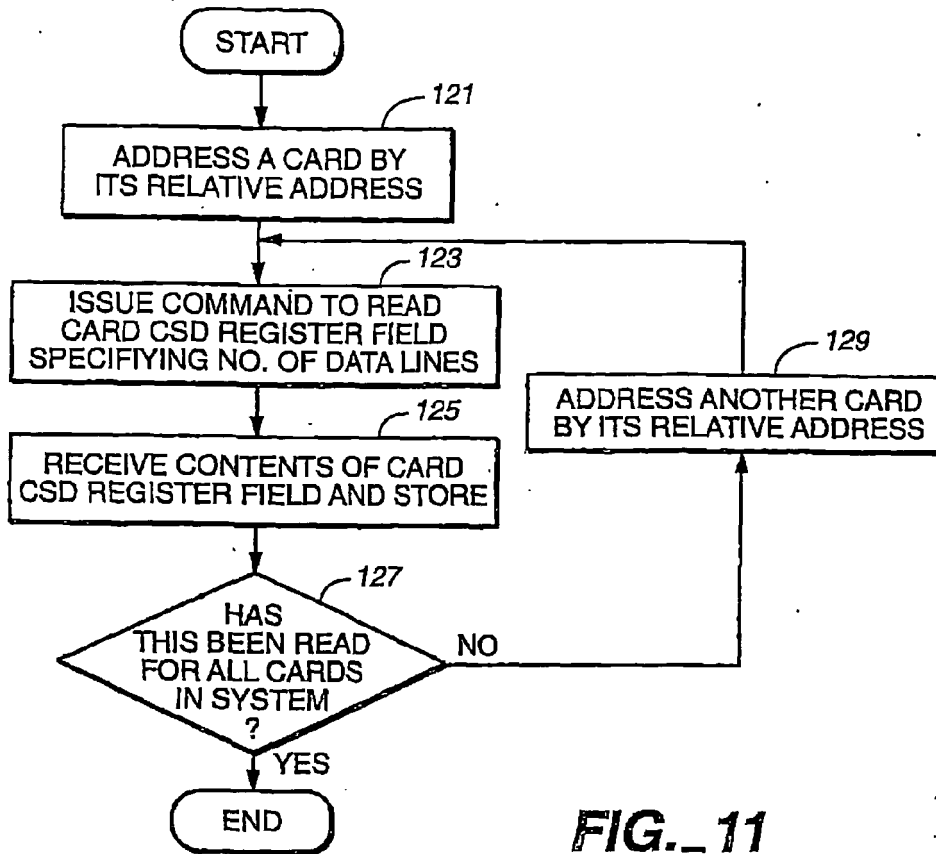 START
121
ADDRESS A CARD BY
ITS RELATIVE ADDRESS
123
ISSUE COMMAND TO READ
CARD CSD REGISTER FIELD
SPECIFIYING NO. OF DATA LINES
129
ADDRESS ANOTHER CARD
BY ITS RELATIVE ADDRESS
125
RECEIVE CONTENTS OF CARD
CSD REGISTER FIELD AND STORE
127
HAS
THIS BEEN READ
FOR ALL CARDS
IN SYSTEM
?
NO
YES
END
FIG._11